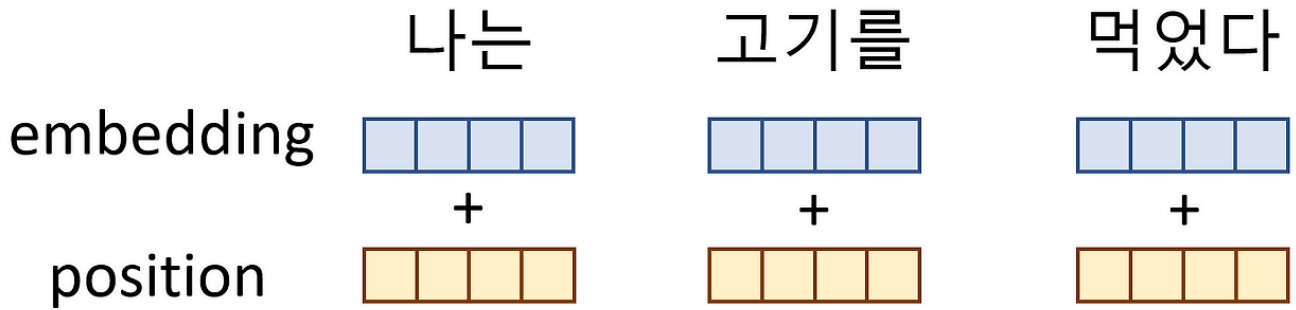 나는 고기를 먹었다
embedding
+ + +
position